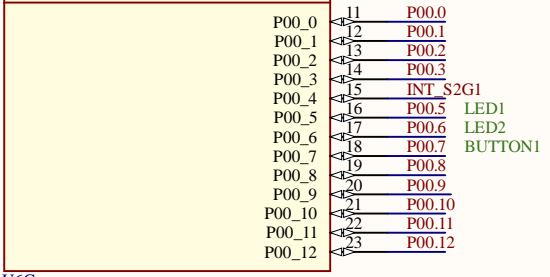 P00_0 11 P00.0
P00_1 12 P00.1
P00_2 13 P00.2
P00_3 14 P00.3
P00_4 15 INT_S2G1
P00_5 16 P00.5 LED1
P00_6 17 P00.6 LED2
P00_7 18 P00.7 BUTTON1
P00_8 19 P00.8
P00_9 20 P00.9
P00_10 21 P00.10
P00_11 22 P00.11
P00_12 23 P00.12